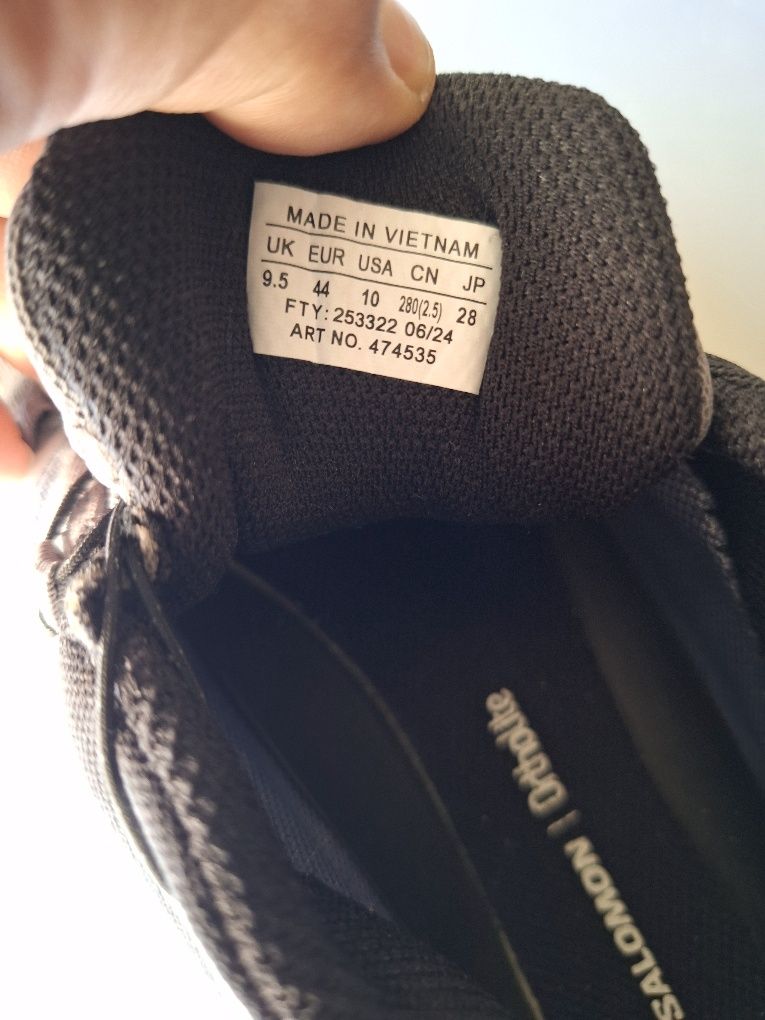 MADE IN VIETNAM
UK EUR USA CN JP
9.5 44 10 280(2.5) 28
FTY: 253322 06/24
ART NO. 474535
SALOMON | Ortholite